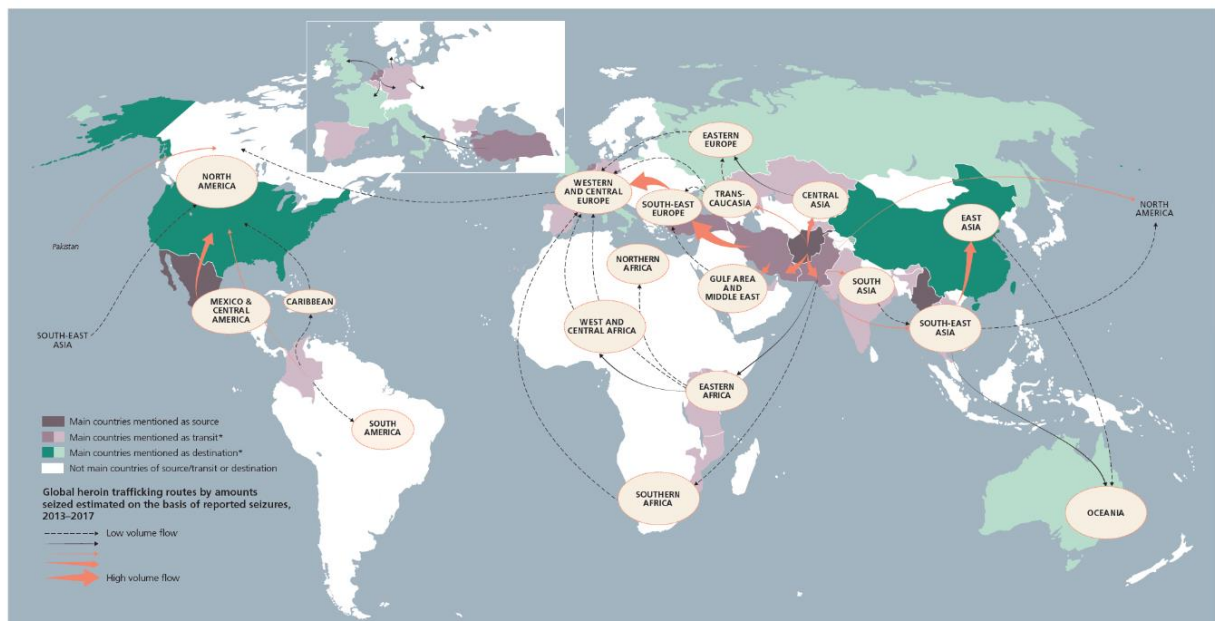 EASTERN
EUROPE
NORTH
AMERICA
WESTERN
AND CENTRAL
EUROPE
SOUTH-EAST
EUROPE
TRANS-
CAUCASIA
CENTRAL
ASIA
EAST
ASIA
NORTH
AMERICA
Pakistan
NORTHERN
AFRICA
GULF AREA
AND
MIDDLE EAST
SOUTH
ASIA
MEXICO &
CENTRAL
AMERICA
CARIBBEAN
SOUTH-EAST
ASIA
WEST AND
CENTRAL AFRICA
SOUTH-EAST
ASIA
EASTERN
AFRICA
SOUTH
AMERICA
SOUTHERN
AFRICA
OCEANIA
Main countries mentioned as source
Main countries mentioned as transit*
Main countries mentioned as destination*
Not main countries of source/transit or destination
Global heroin trafficking routes by amounts
seized estimated on the basis of reported seizures,
2013–2017
Low volume flow
High volume flow